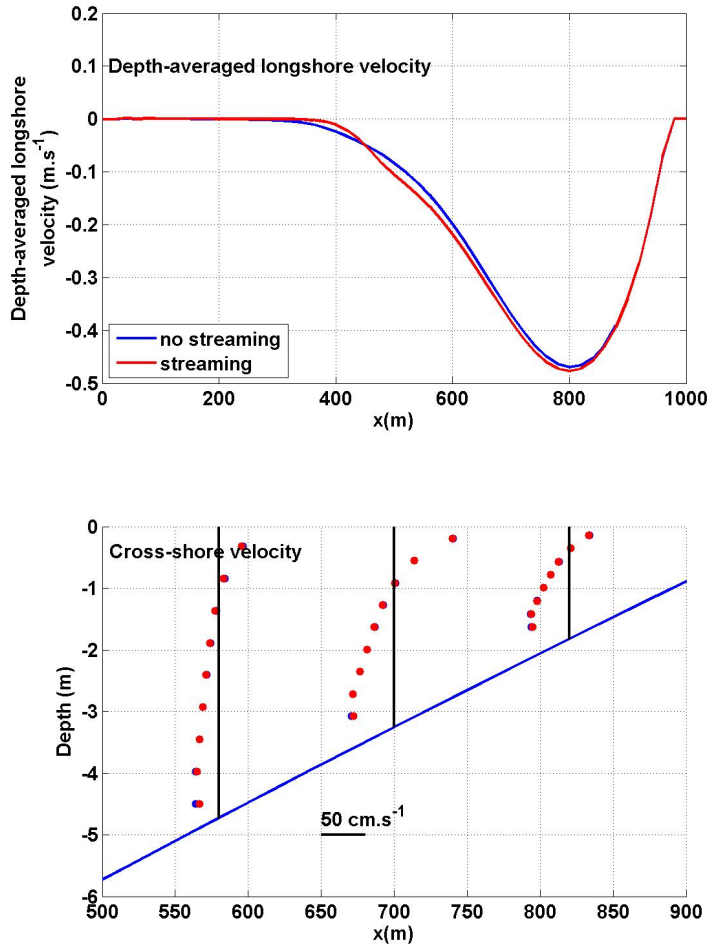 0.2
0.1
0
-0.1
-0.2
-0.3
-0.4
-0.5
Depth-averaged longshore
velocity (m.s-1)
Depth-averaged longshore velocity
no streaming
streaming
0 200 400 600 800 1000
x(m)
0
-1
-2
-3
-4
-5
-6
Depth (m)
Cross-shore velocity
50 cm.s-1
500 550 600 650 700 750 800 850 900
x(m)